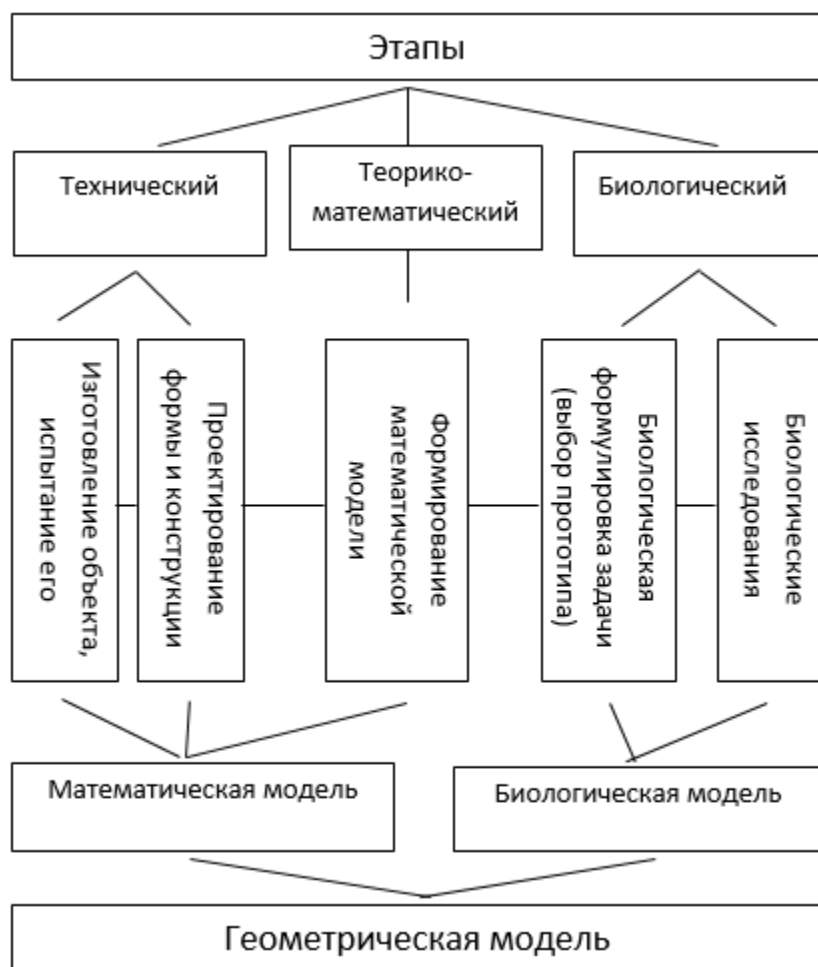 Этапы
Технический
Теорико-
математический
Биологический
Изготовление объекта,
испытание его
Проектирование
формы и конструкции
Формирование
математической
модели
Биологическая
формулировка задачи
(выбор прототипа)
Биологические
исследования
Математическая модель
Биологическая модель
Геометрическая модель